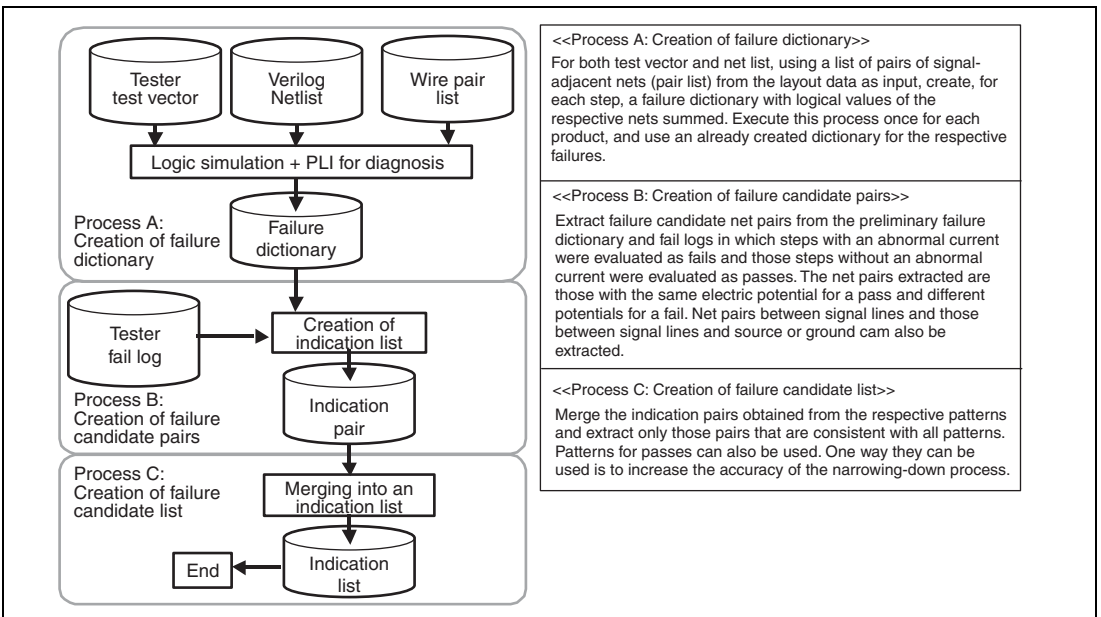 Tester
test vector
Verilog
Netlist
Wire pair
list
Logic simulation + PLI for diagnosis
Process A:
Creation of failure
dictionary
Failure
dictionary
Tester
fail log
Creation of
indication list
Process B:
Creation of failure
candidate pairs
Indication
pair
Process C:
Creation of failure
candidate list
Merging into an
indication list
End
Indication
list
<<Process A: Creation of failure dictionary>>
For both test vector and net list, using a list of pairs of signal-
adjacent nets (pair list) from the layout data as input, create, for
each step, a failure dictionary with logical values of the
respective nets summed. Execute this process once for each
product, and use an already created dictionary for the respective
failures.
<<Process B: Creation of failure candidate pairs>>
Extract failure candidate net pairs from the preliminary failure
dictionary and fail logs in which steps with an abnormal current
were evaluated as fails and those steps without an abnormal
current were evaluated as passes. The net pairs extracted are
those with the same electric potential for a pass and different
potentials for a fail. Net pairs between signal lines and those
between signal lines and source or ground cam also be
extracted.
<<Process C: Creation of failure candidate list>>
Merge the indication pairs obtained from the respective patterns
and extract only those pairs that are consistent with all patterns.
Patterns for passes can also be used. One way they can be
used is to increase the accuracy of the narrowing-down process.